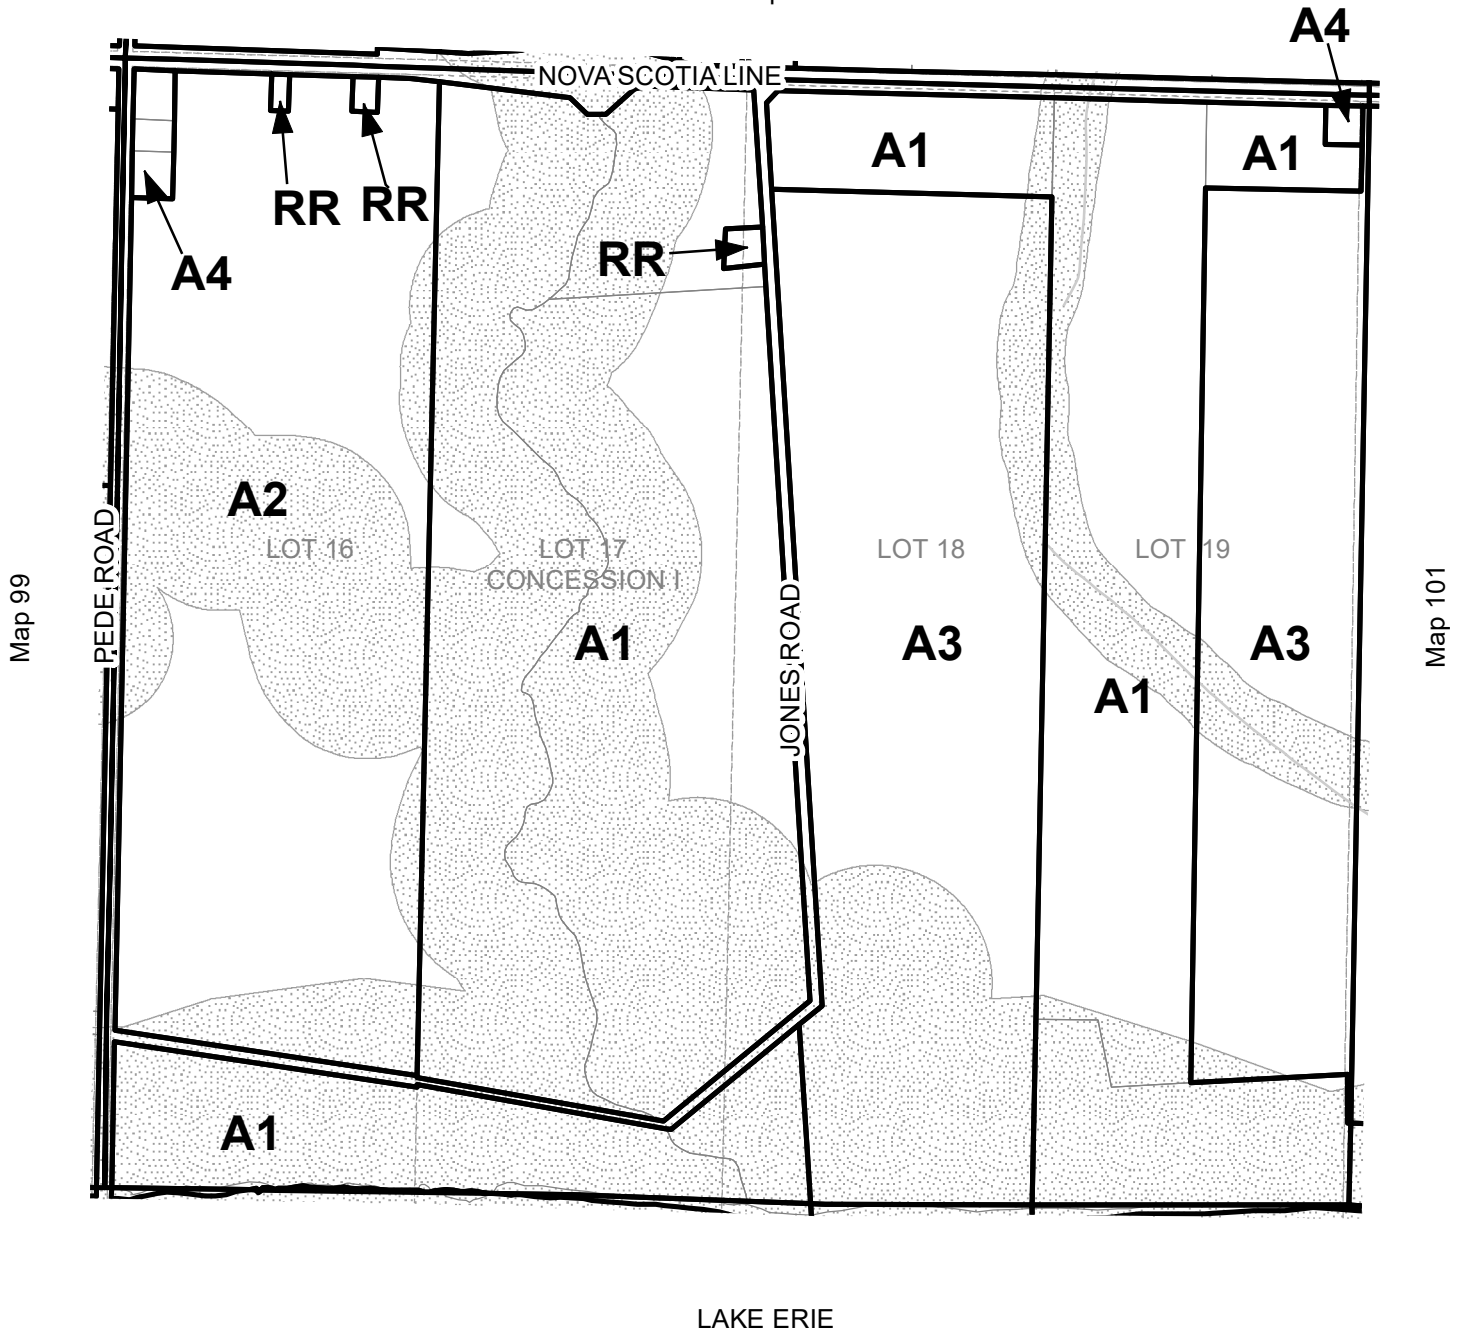 A4
NOVA SCOTIA LINE
A1
A1
RR
RR
RR
A4
A2
LOT 16
LOT 17
CONCESSION I
LOT 18
LOT 19
PEDE ROAD
Map 99
JONES ROAD
Map 101
A1
A3
A3
A1
A1
LAKE ERIE